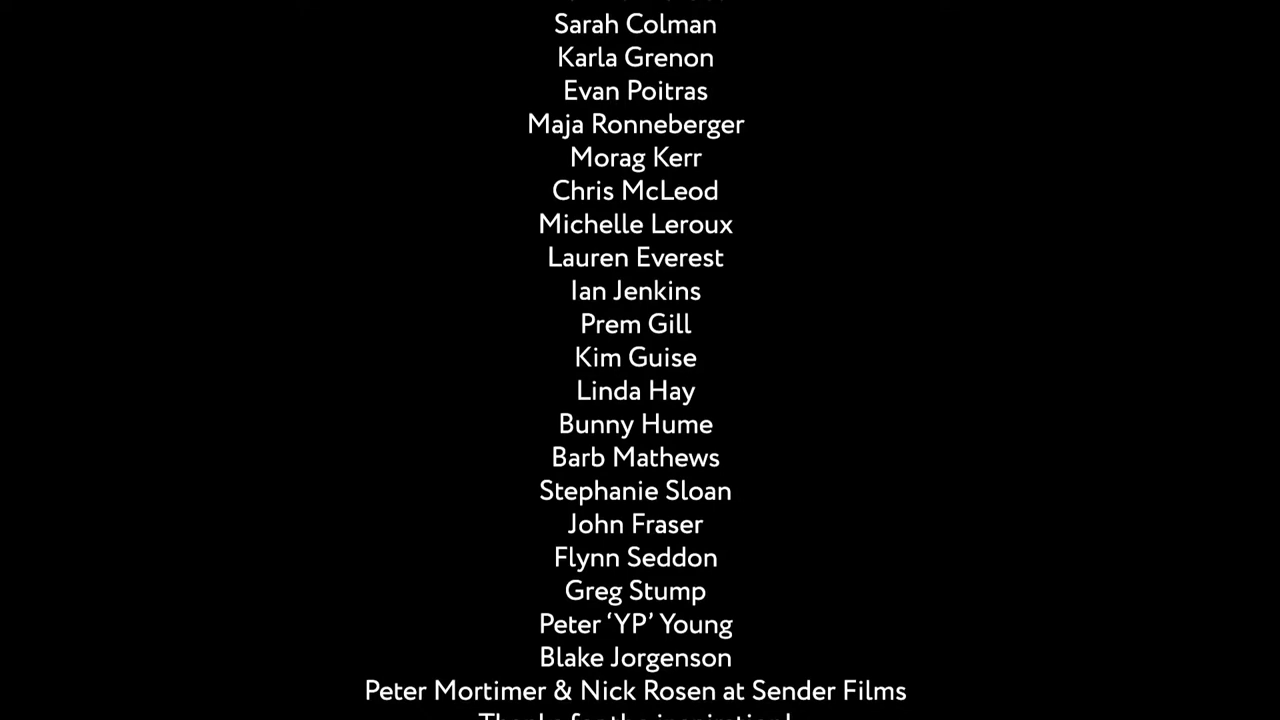 Sarah Colman
Karla Grenon
Evan Poitras
Maja Ronneberger
Morag Kerr
Chris McLeod
Michelle Leroux
Lauren Everest
Ian Jenkins
Prem Gill
Kim Guise
Linda Hay
Bunny Hume
Barb Mathews
Stephanie Sloan
John Fraser
Flynn Seddon
Greg Stump
Peter ‘YP’ Young
Blake Jorgenson
Peter Mortimer & Nick Rosen at Sender Films